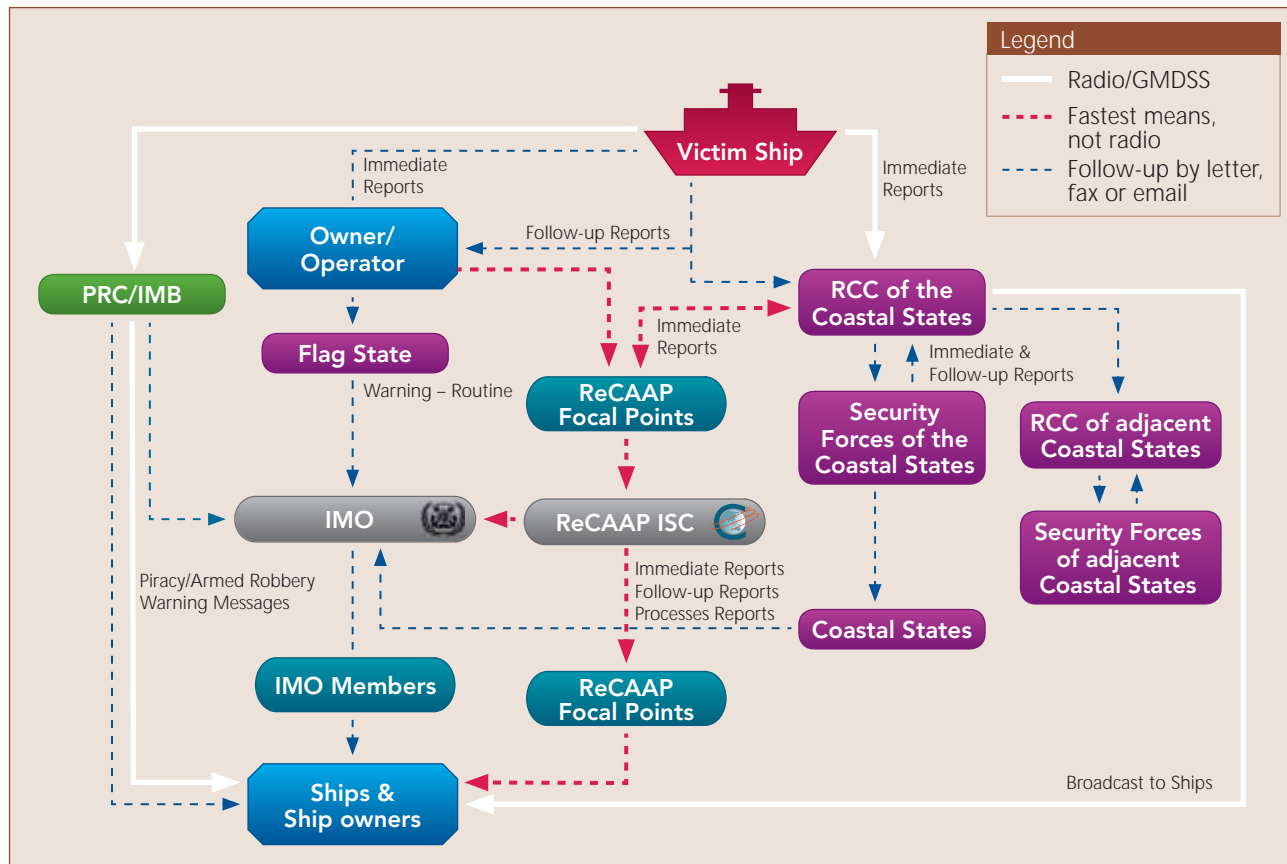 Legend
Radio/GMDSS
Fastest means,
not radio
Follow-up by letter,
fax or email
Victim Ship
Immediate
Reports
Immediate
Reports
Owner/
Operator
Follow-up Reports
PRC/IMB
RCC of the
Coastal States
Immediate
Reports
Flag State
Immediate &
Follow-up Reports
Warning – Routine
ReCAAP
Focal Points
Security
Forces of the
Coastal States
RCC of adjacent
Coastal States
IMO
ReCAAP ISC
Security Forces
of adjacent
Coastal States
Piracy/Armed Robbery
Warning Messages
Immediate Reports
Follow-up Reports
Processes Reports
Coastal States
IMO Members
ReCAAP
Focal Points
Ships &
Ship owners
Broadcast to Ships